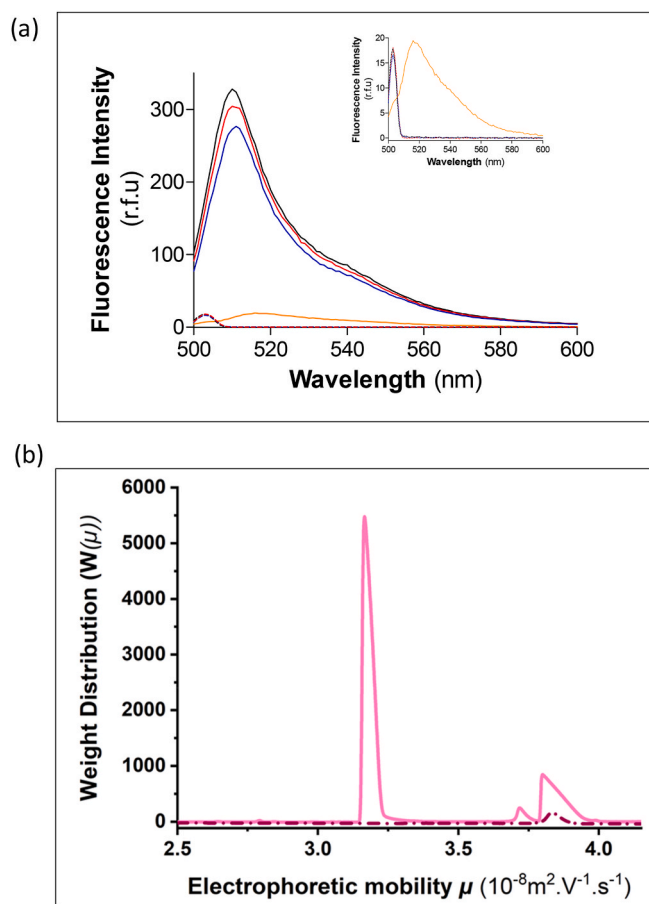 (a)
Fluorescence Intensity
(r.f.u)
300
200
100
0
500 520 540 560 580 600
Wavelength (nm)
Fluorescence Intensity
(r.f.u)
20
15
10
5
0
500 520 540 560 580 600
Wavelength (nm)
(b)
Weight Distribution (W(μ))
6000
5000
4000
3000
2000
1000
0
2.5 3.0 3.5 4.0
Electrophoretic mobility μ (10⁻⁸m².V⁻¹.s⁻¹)